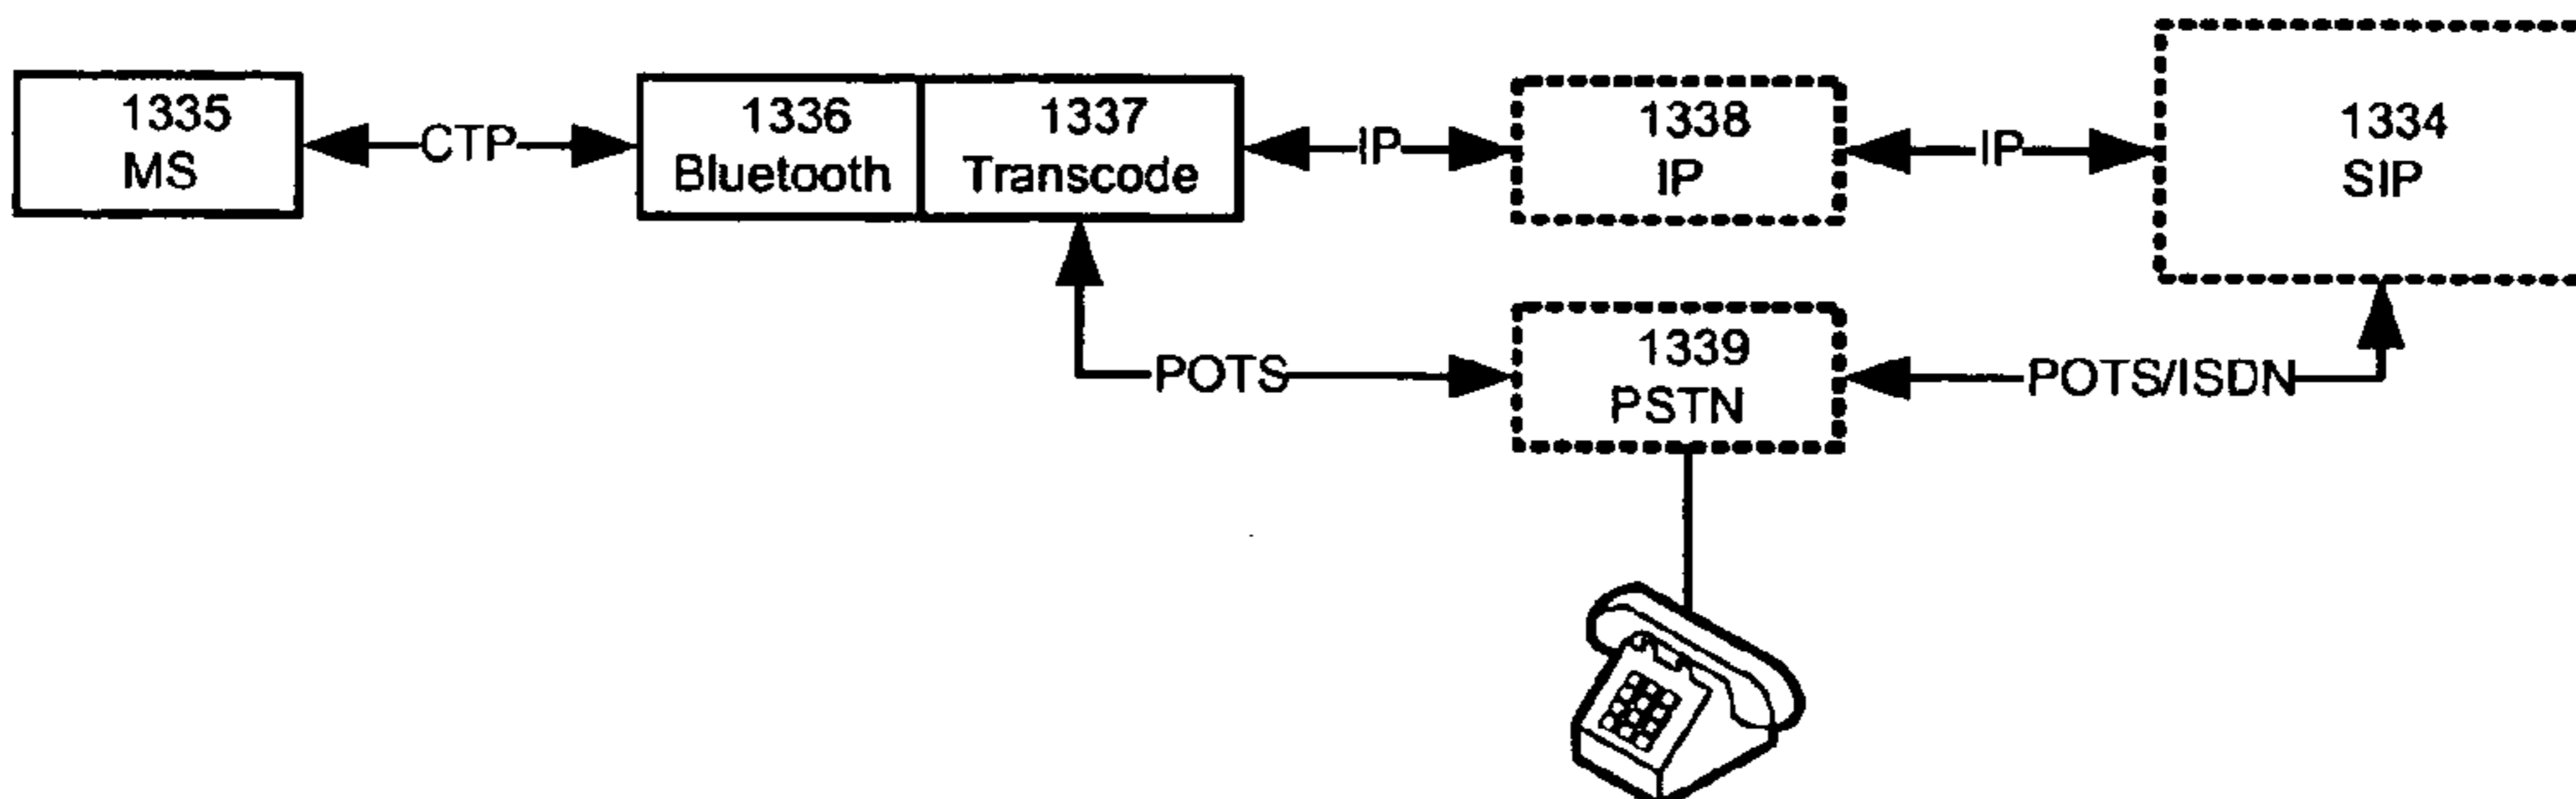 1335
MS
CTP
1336
Bluetooth
1337
Transcode
IP
1338
IP
IP
1334
SIP
POTS
1339
PSTN
POTS/ISDN